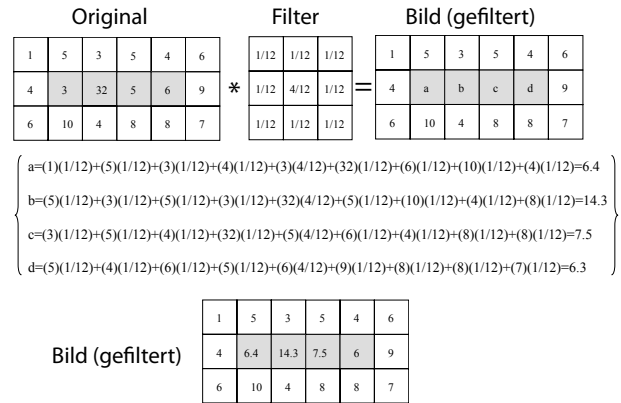 Original Filter Bild (gefiltert)
1 5 3 5 4 6 1/12 1/12 1/12 1 5 3 5 4 6
4 3 32 5 6 9 * 1/12 4/12 1/12 = 4 a b c d 9
6 10 4 8 8 7 1/12 1/12 1/12 6 10 4 8 8 7
a=(1)(1/12)+(5)(1/12)+(3)(1/12)+(4)(1/12)+(3)(4/12)+(32)(1/12)+(6)(1/12)+(10)(1/12)+(4)(1/12)=6.4
b=(5)(1/12)+(3)(1/12)+(5)(1/12)+(3)(1/12)+(32)(4/12)+(5)(1/12)+(10)(1/12)+(4)(1/12)+(8)(1/12)=14.3
c=(3)(1/12)+(5)(1/12)+(4)(1/12)+(32)(1/12)+(5)(4/12)+(6)(1/12)+(4)(1/12)+(8)(1/12)+(8)(1/12)=7.5
d=(5)(1/12)+(4)(1/12)+(6)(1/12)+(5)(1/12)+(6)(4/12)+(9)(1/12)+(8)(1/12)+(8)(1/12)+(7)(1/12)=6.3
1 5 3 5 4 6
Bild (gefiltert) 4 6.4 14.3 7.5 6 9
6 10 4 8 8 7